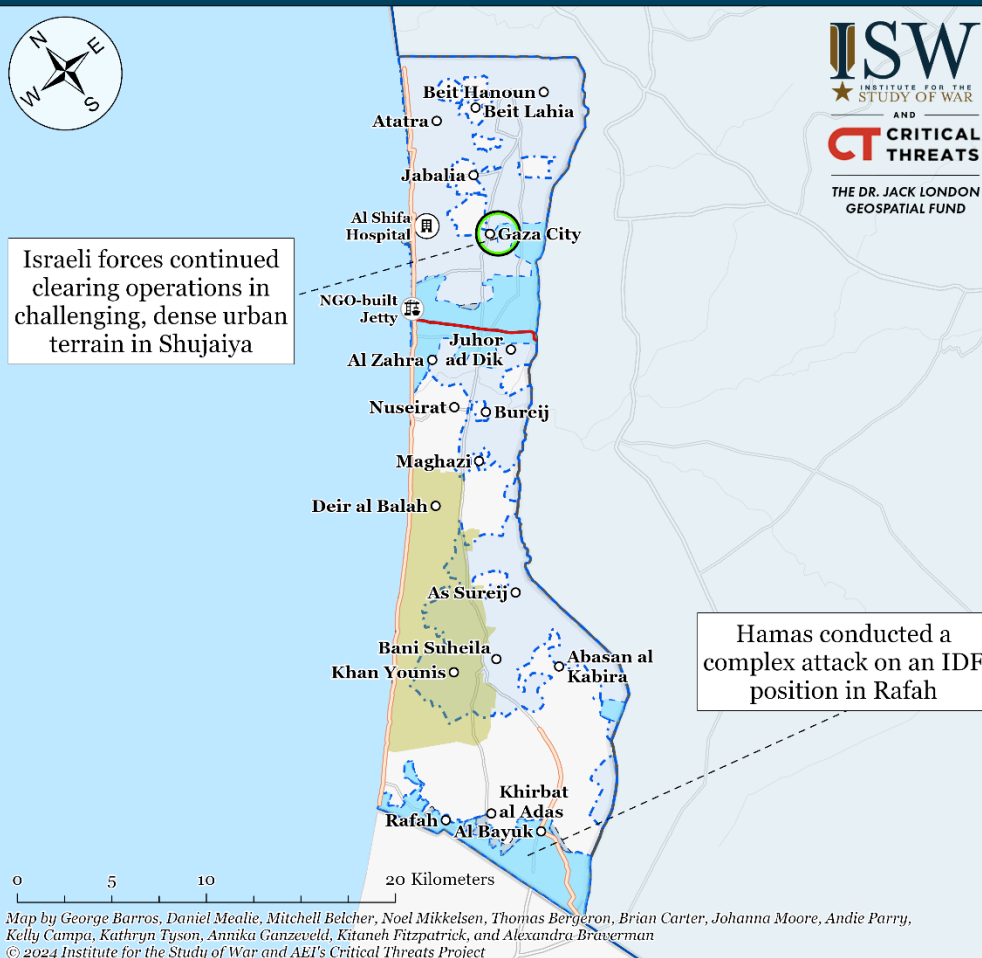 N
E
W
S
ISW
INSTITUTE FOR THE
STUDY OF WAR
AND
CT CRITICAL
THREATS
THE DR. JACK LONDON
GEOSPATIAL FUND
Beit Hanoun
Beit Lahia
Atatra
Jabalia
Al Shifa
Hospital
Gaza City
Israeli forces continued
clearing operations in
challenging, dense urban
terrain in Shujaiya
NGO-built
Jetty
Juhor
ad Dik
Al Zahra
Nuseirat
Bureij
Maghazi
Deir al Balah
As Sureij
Bani Suheila
Khan Younis
Abasan al
Kabira
Hamas conducted a
complex attack on an IDF
position in Rafah
Khirbat
al Adas
Rafah
Al Bayuk
0 5 10 20 Kilometers
Map by George Barros, Daniel Mealie, Mitchell Belcher, Noel Mikkelsen, Thomas Bergeron, Brian Carter, Johanna Moore, Andie Parry,
Kelly Campa, Kathryn Tyson, Annika Ganzeveld, Kitaneh Fitzpatrick, and Alexandra Braverman
© 2024 Institute for the Study of War and AEI's Critical Threats Project